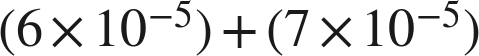 (6 × 10⁻⁵) + (7 × 10⁻⁵)